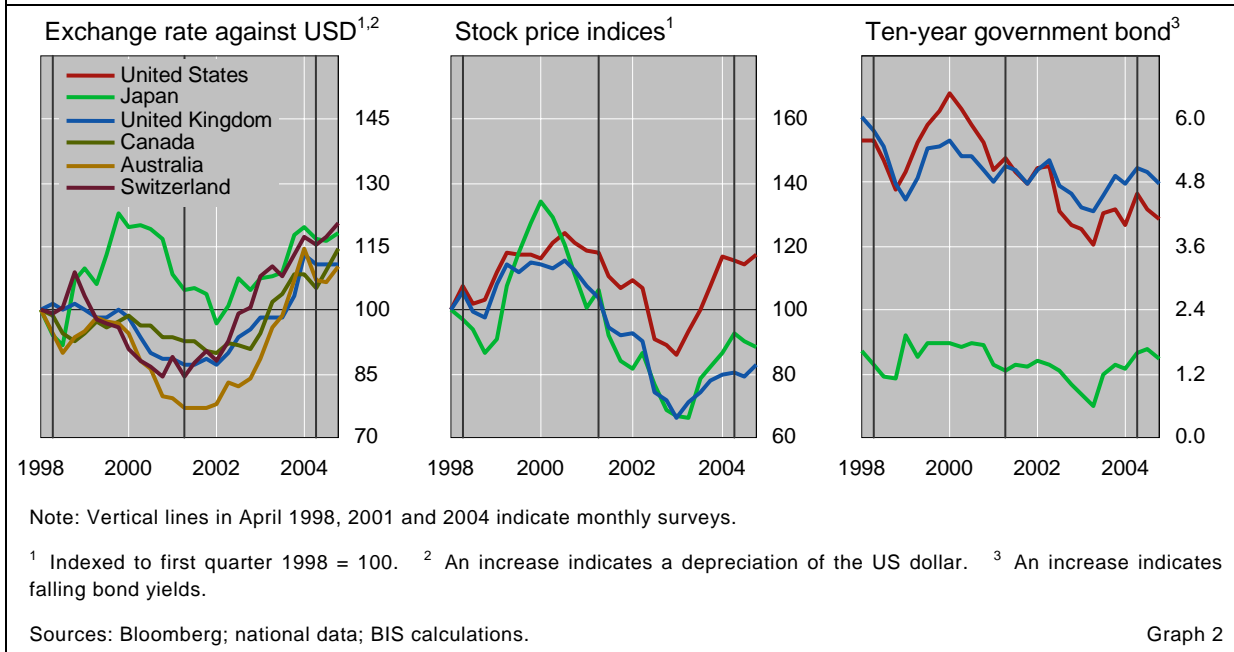 Exchange rate against USD1,2
Stock price indices1
Ten-year government bond3
United States
Japan
United Kingdom
Canada
Australia
Switzerland
145
130
115
100
85
70
1998 2000 2002 2004
160
140
120
100
80
60
1998 2000 2002 2004
6.0
4.8
3.6
2.4
1.2
0.0
1998 2000 2002 2004
Note: Vertical lines in April 1998, 2001 and 2004 indicate monthly surveys.
1 Indexed to first quarter 1998 = 100. 2 An increase indicates a depreciation of the US dollar. 3 An increase indicates
falling bond yields.
Sources: Bloomberg; national data; BIS calculations. Graph 2